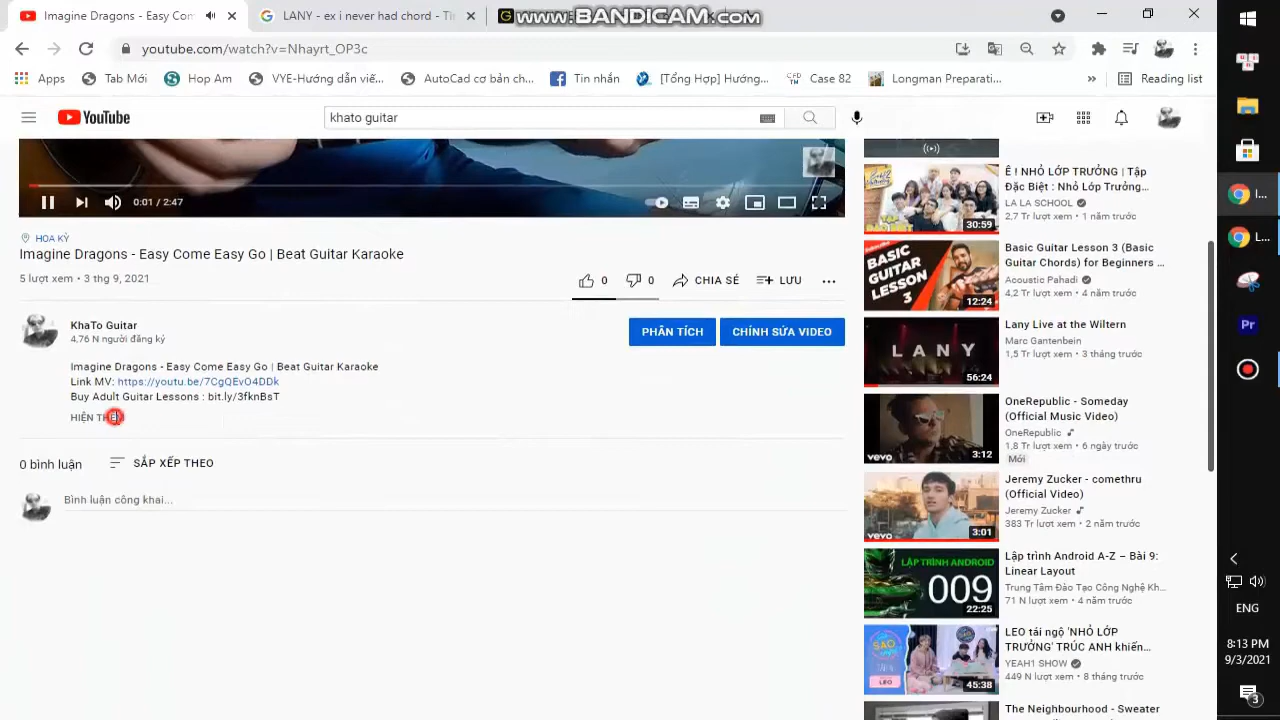 Imagine Dragons - Easy Com
LANY - ex i never had chord - T
www.BANDICAM.com
youtube.com/watch?v=Nhayrt_OP3c
Apps
Tab Mới
Hop Am
VYE-Hướng dẫn viế...
AutoCad cơ bản ch...
Tin nhắn
[Tổng Hợp] Hướng...
Case 82
Longman Preparati...
»
Reading list
YouTube
khato guitar
0:01 / 2:47
HOA KỲ
Imagine Dragons - Easy Come Easy Go | Beat Guitar Karaoke
5 lượt xem • 3 thg 9, 2021
0
0
CHIA SẺ
LƯU
KhaTo Guitar
4,76 N người đăng ký
PHÂN TÍCH
CHỈNH SỬA VIDEO
Imagine Dragons - Easy Come Easy Go | Beat Guitar Karaoke
Link MV: https://youtu.be/7CgQEvO4DDk
Buy Adult Guitar Lessons : bit.ly/3fknBsT
HIỆN THÊM
0 bình luận
SẮP XẾP THEO
Bình luận công khai...
30:59
Ê ! NHỎ LỚP TRƯỞNG | Tập
Đặc Biệt : Nhỏ Lớp Trưởng...
LA LA SCHOOL
2,7 Tr lượt xem • 1 năm trước
BASIC
GUITAR
LESSON
3
12:24
Basic Guitar Lesson 3 (Basic
Guitar Chords) for Beginners ...
Acoustic Pahadi
4,2 Tr lượt xem • 4 năm trước
LANY
56:24
Lany Live at the Wiltern
Marc Gantenbein
1,5 Tr lượt xem • 3 tháng trước
vevo
3:12
OneRepublic - Someday
(Official Music Video)
OneRepublic
1,8 Tr lượt xem • 6 ngày trước
Mới
vevo
3:01
Jeremy Zucker - comethru
(Official Video)
Jeremy Zucker
383 Tr lượt xem • 2 năm trước
LẬP TRÌNH ANDROID
009
22:25
Lập trình Android A-Z – Bài 9:
Linear Layout
Trung Tâm Đào Tạo Công Nghệ Kh...
71 N lượt xem • 4 năm trước
LEO
45:38
LEO tái ngộ 'NHỎ LỚP
TRƯỞNG' TRÚC ANH khiến...
YEAH1 SHOW
449 N lượt xem • 8 tháng trước
The Neighbourhood - Sweater
I...
L...
Pr
ENG
8:13 PM
9/3/2021
3